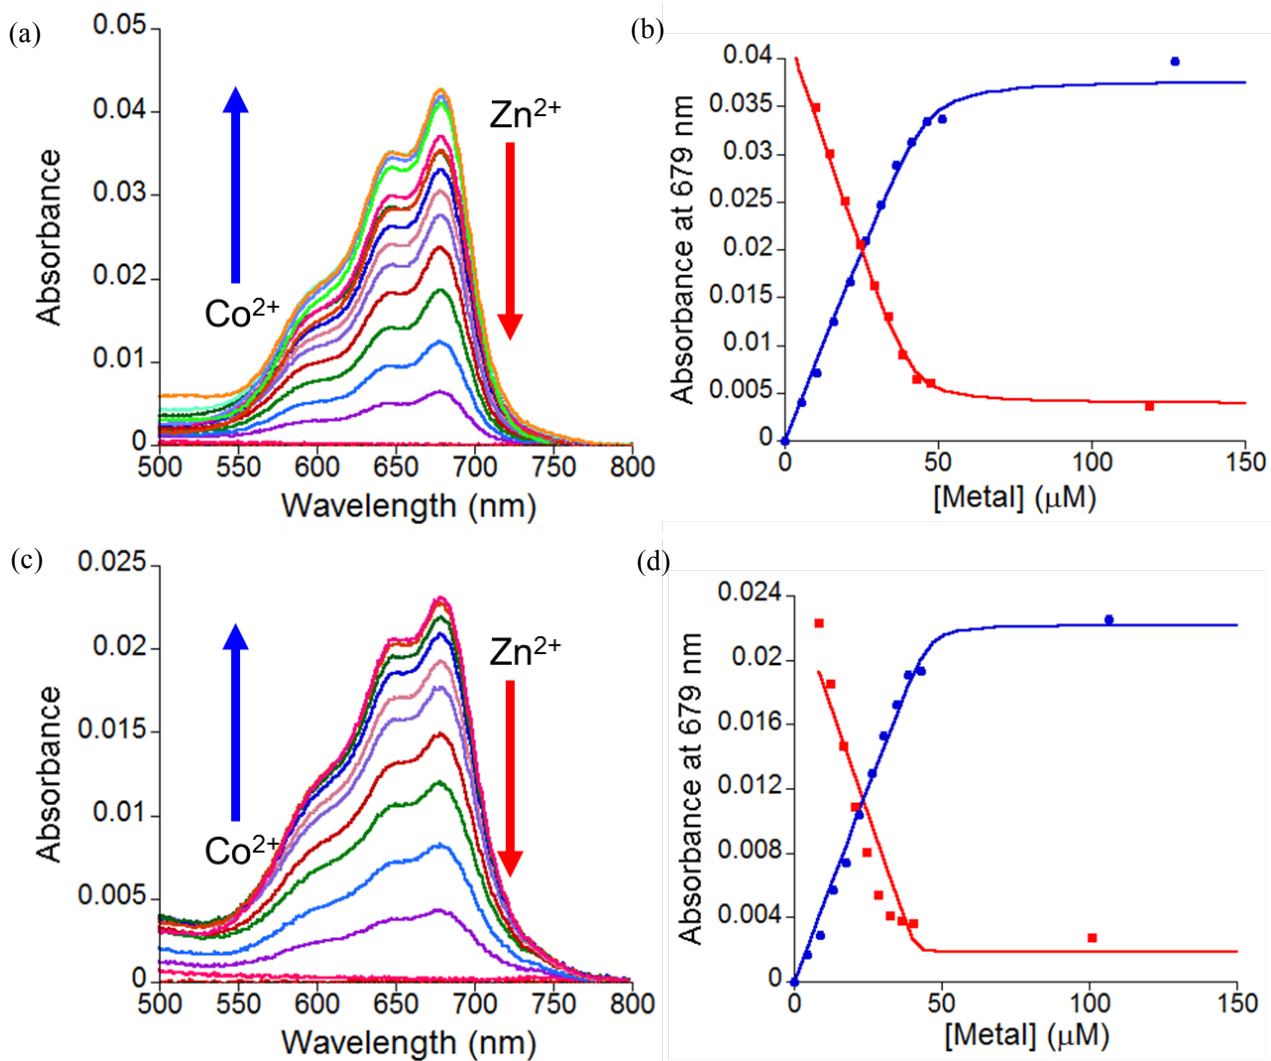 (a)
0.05
0.04
0.03
0.02
0.01
0
Absorbance
Co2+
Zn2+
500 550 600 650 700 750 800
Wavelength (nm)
(b)
0.04
0.035
0.03
0.025
0.02
0.015
0.01
0.005
0
Absorbance at 679 nm
0 50 100 150
[Metal] (μM)
(c)
0.025
0.02
0.015
0.01
0.005
0
Absorbance
Co2+
Zn2+
500 550 600 650 700 750 800
Wavelength (nm)
(d)
0.024
0.02
0.016
0.012
0.008
0.004
0
Absorbance at 679 nm
0 50 100 150
[Metal] (μM)